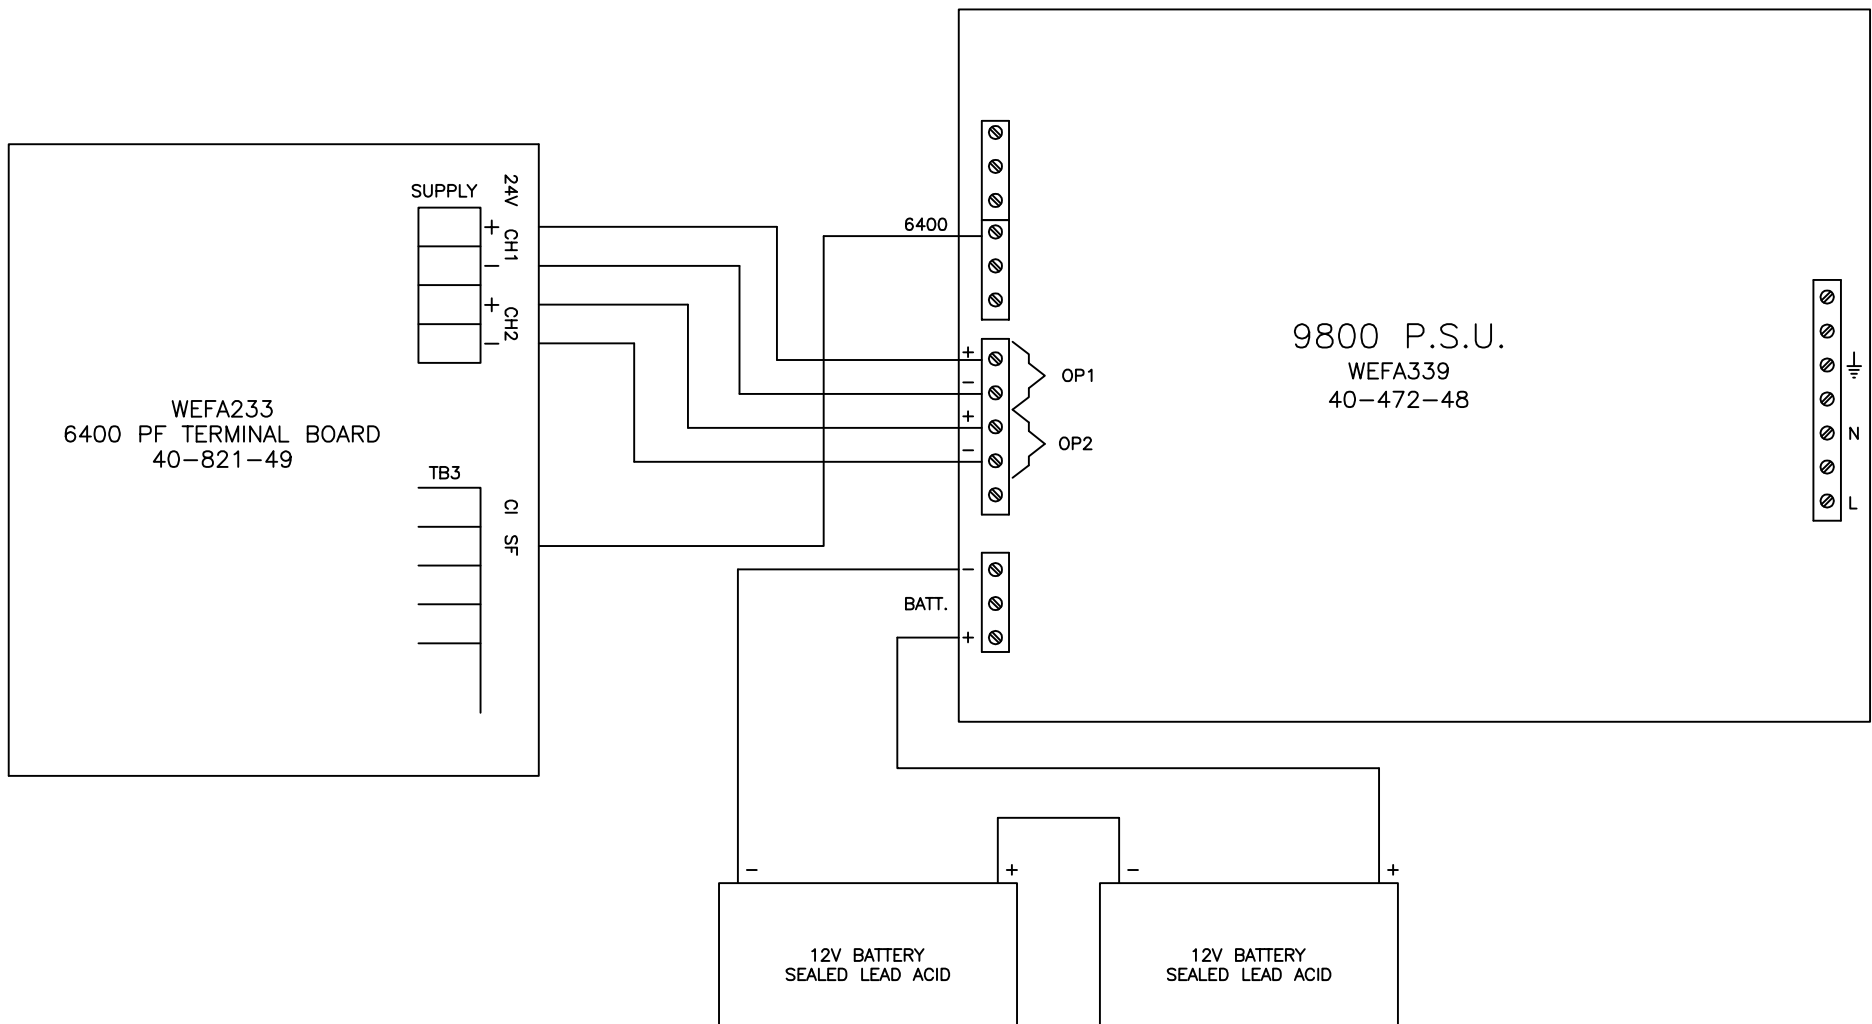 SUPPLY
24V
+
CH1
-
+
CH2
-
WEFA233
6400 PF TERMINAL BOARD
40-821-49
TB3
CI
SF
6400
+
-
+
-
OP1
OP2
9800 P.S.U.
WEFA339
40-472-48
N
L
-
BATT.
+
-
+
-
+
12V BATTERY
SEALED LEAD ACID
12V BATTERY
SEALED LEAD ACID